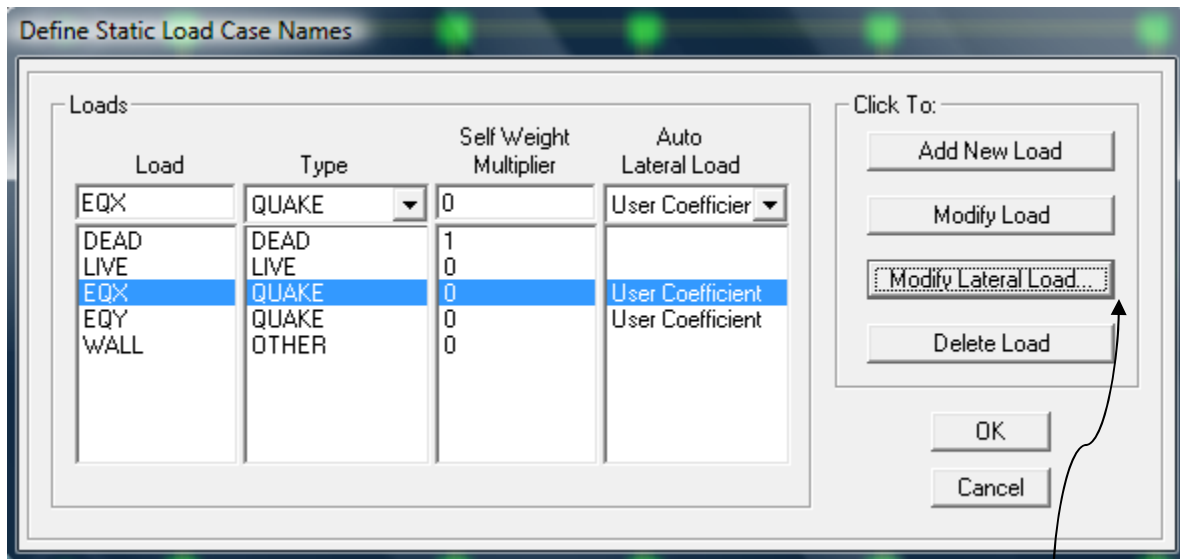 Define Static Load Case Names
Loads
Load Type Self Weight Multiplier Auto Lateral Load
EQX QUAKE 0 User Coefficier
DEAD DEAD 1
LIVE LIVE 0
EQX QUAKE 0 User Coefficient
EQY QUAKE 0 User Coefficient
WALL OTHER 0
Click To:
Add New Load
Modify Load
Modify Lateral Load...
Delete Load
OK
Cancel